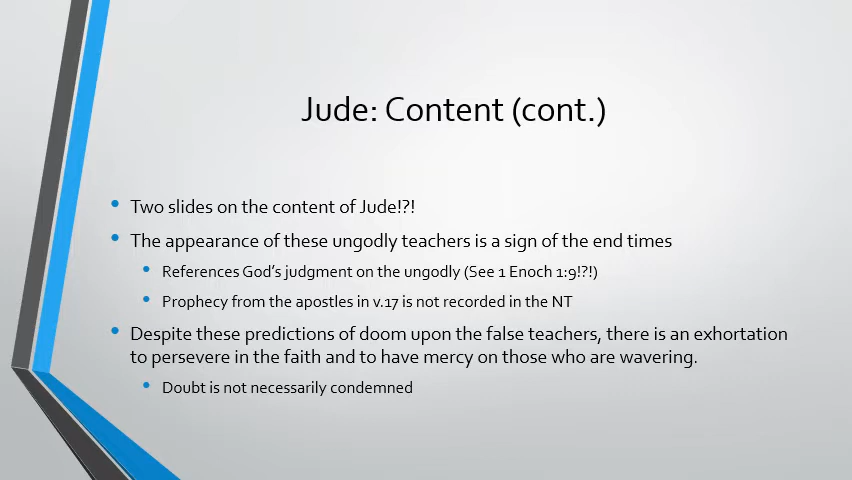 Jude: Content (cont.)
• Two slides on the content of Jude!?!
• The appearance of these ungodly teachers is a sign of the end times
• References God's judgment on the ungodly (See 1 Enoch 1:9!?!)
• Prophecy from the apostles in v.17 is not recorded in the NT
• Despite these predictions of doom upon the false teachers, there is an exhortation
to persevere in the faith and to have mercy on those who are wavering.
• Doubt is not necessarily condemned